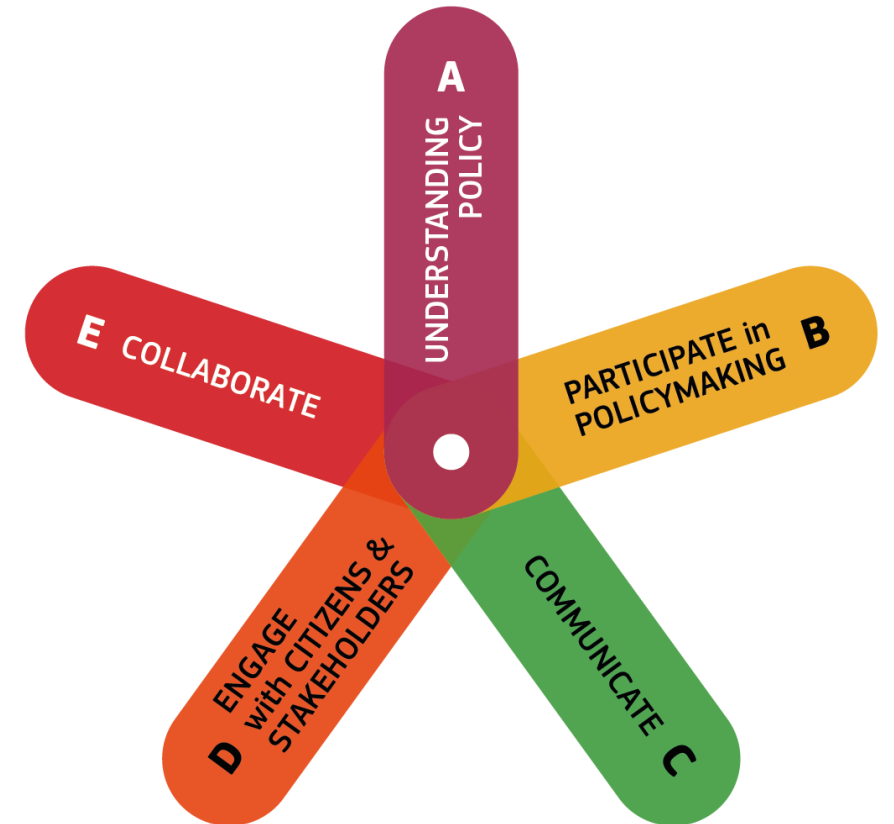 A
UNDERSTANDING
POLICY
B
PARTICIPATE in
POLICYMAKING
C
COMMUNICATE
D
ENGAGE
with CITIZENS &
STAKEHOLDERS
E
COLLABORATE